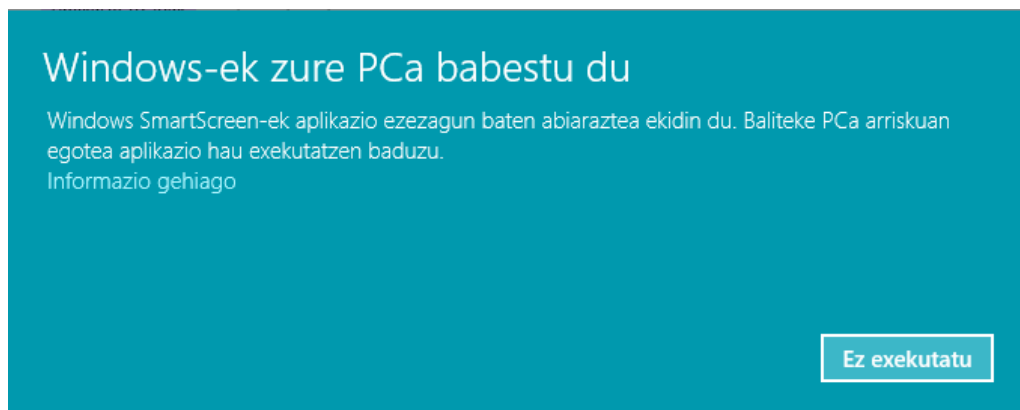 Windows-ek zure PCa babestu du
Windows SmartScreen-ek aplikazio ezezagun baten abiaraztea ekidin du. Baliteke PCa arriskuan
egotea aplikazio hau exekutatzen baduzu.
Informazio gehiago
Ez exekutatu